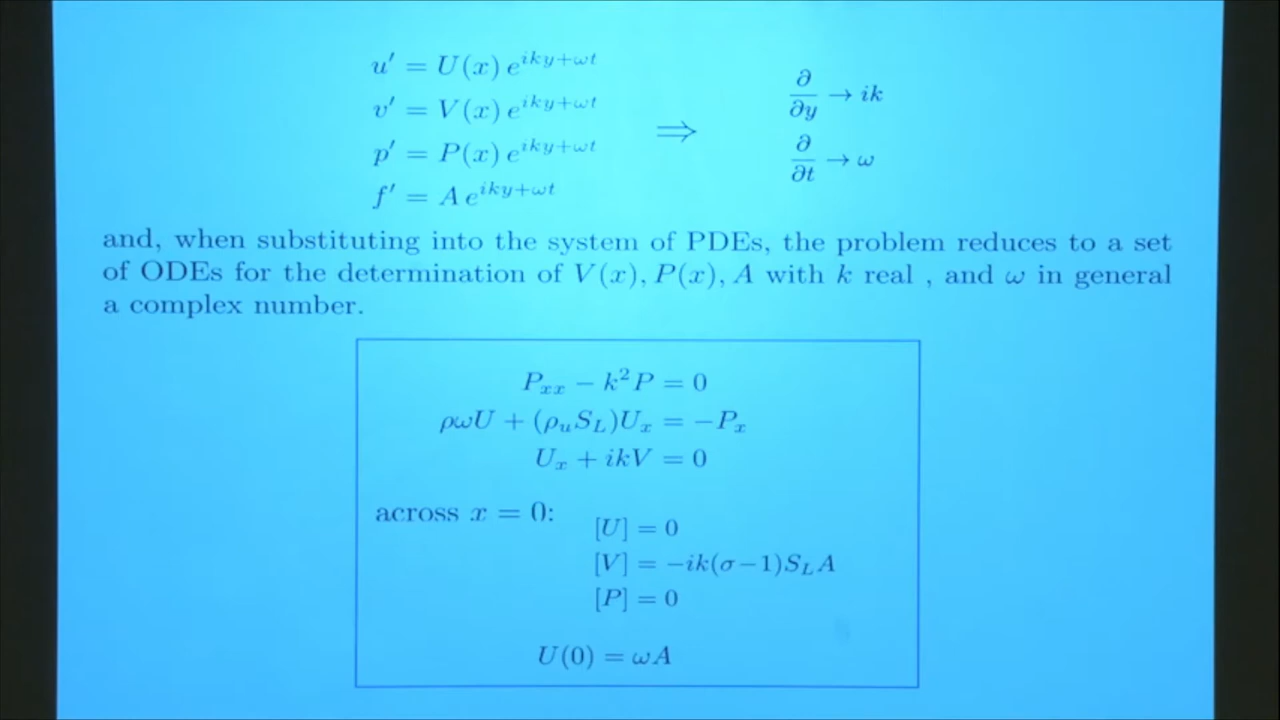 u′ = U(x) e^{iky+ωt}
v′ = V(x) e^{iky+ωt}
p′ = P(x) e^{iky+ωt}
f′ = A e^{iky+ωt}
⟹
∂/∂y → ik
∂/∂t → ω
and, when substituting into the system of PDEs, the problem reduces to a set
of ODEs for the determination of V(x), P(x), A with k real , and ω in general
a complex number.
P_{xx} − k²P = 0
ρωU + (ρ_u S_L)U_x = −P_x
U_x + ikV = 0
across x = 0:
[U] = 0
[V] = −ik(σ−1)S_L A
[P] = 0
U(0) = ωA